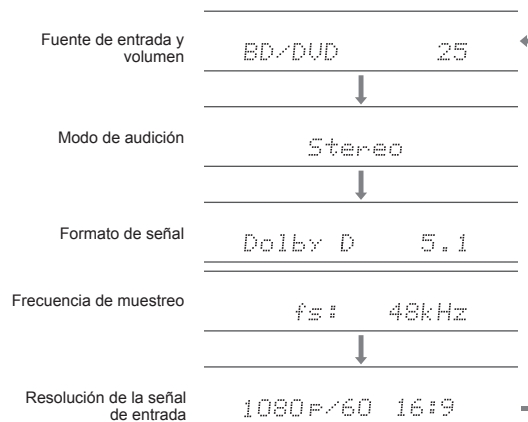 Fuente de entrada y
volumen
BD/DVD 25
Modo de audición
Stereo
Formato de señal
Dolby D 5.1
Frecuencia de muestreo
fs: 48kHz
Resolución de la señal
de entrada
1080p/60 16:9